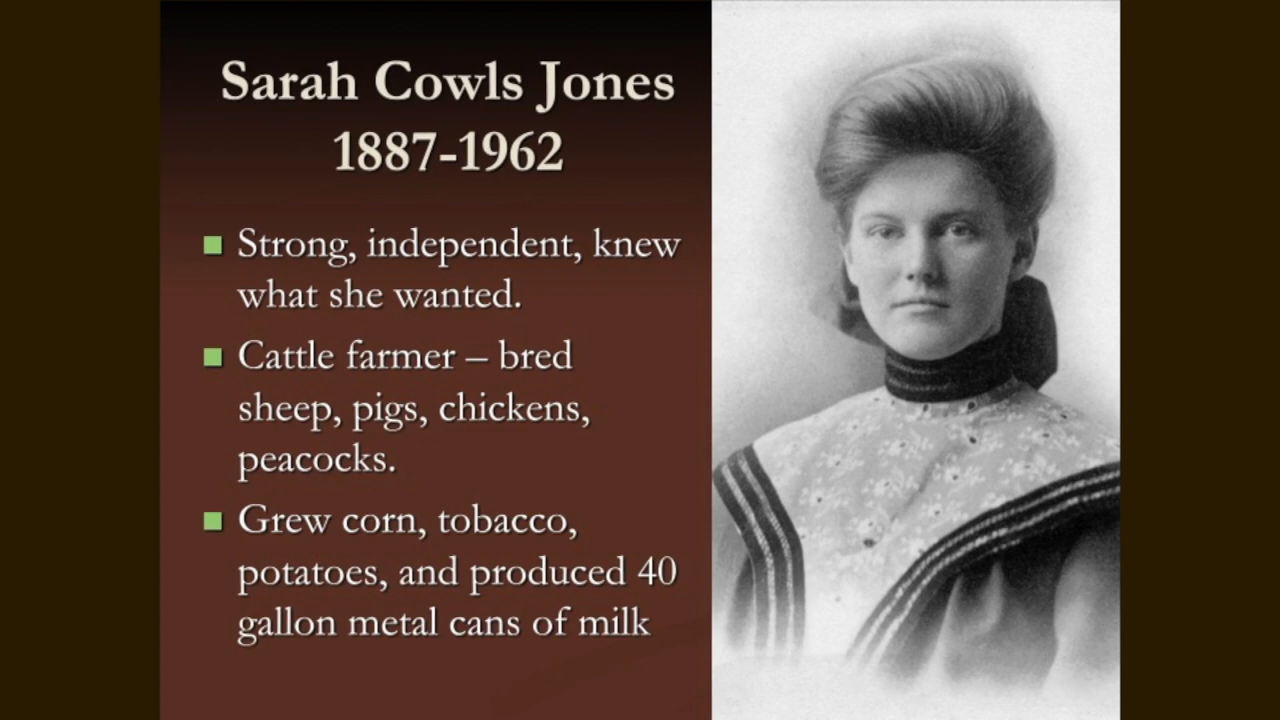 Sarah Cowls Jones
1887-1962
Strong, independent, knew
what she wanted.
Cattle farmer – bred
sheep, pigs, chickens,
peacocks.
Grew corn, tobacco,
potatoes, and produced 40
gallon metal cans of milk